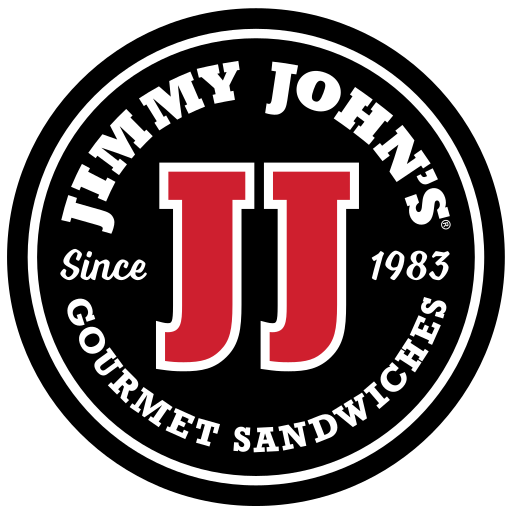 JIMMY JOHN'S®
JJ
Since 1983
GOURMET SANDWICHES